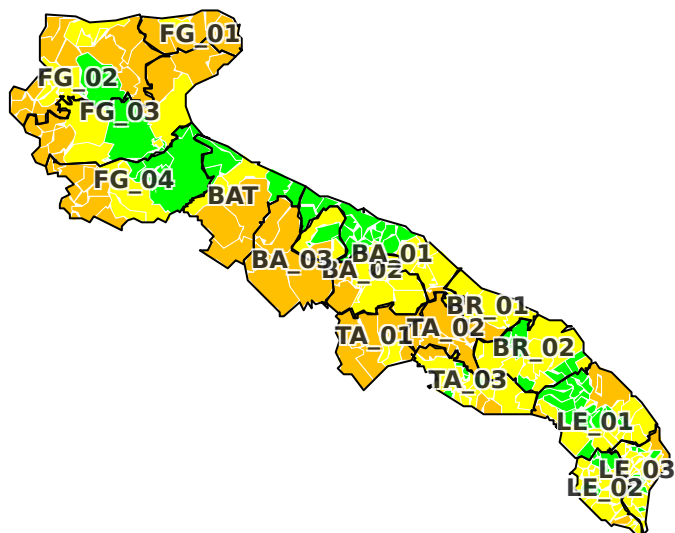 FG_01
FG_02
FG_03
FG_04
BAT
BA_01
BA_03
BA_02
BR_01
TA_02
TA_01
BR_02
TA_03
LE_01
LE_03
LE_02